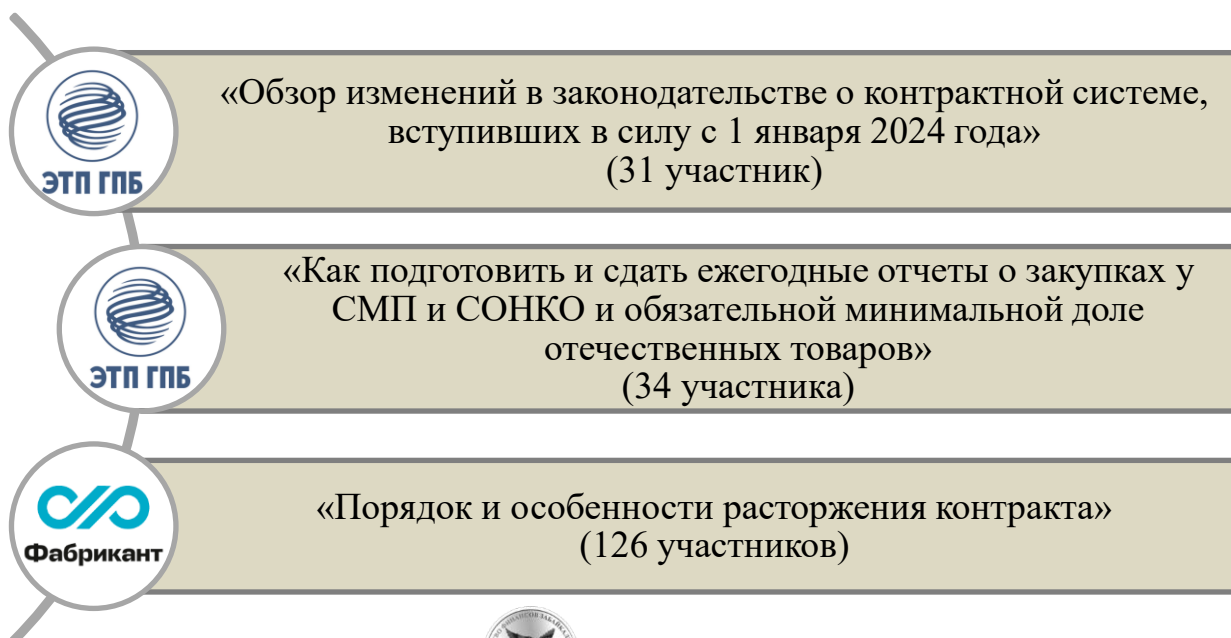 ЭТП ГПБ
«Обзор изменений в законодательстве о контрактной системе,
вступивших в силу с 1 января 2024 года»
(31 участник)
ЭТП ГПБ
«Как подготовить и сдать ежегодные отчеты о закупках у
СМП и СОНКО и обязательной минимальной доле
отечественных товаров»
(34 участника)
Фабрикант
«Порядок и особенности расторжения контракта»
(126 участников)